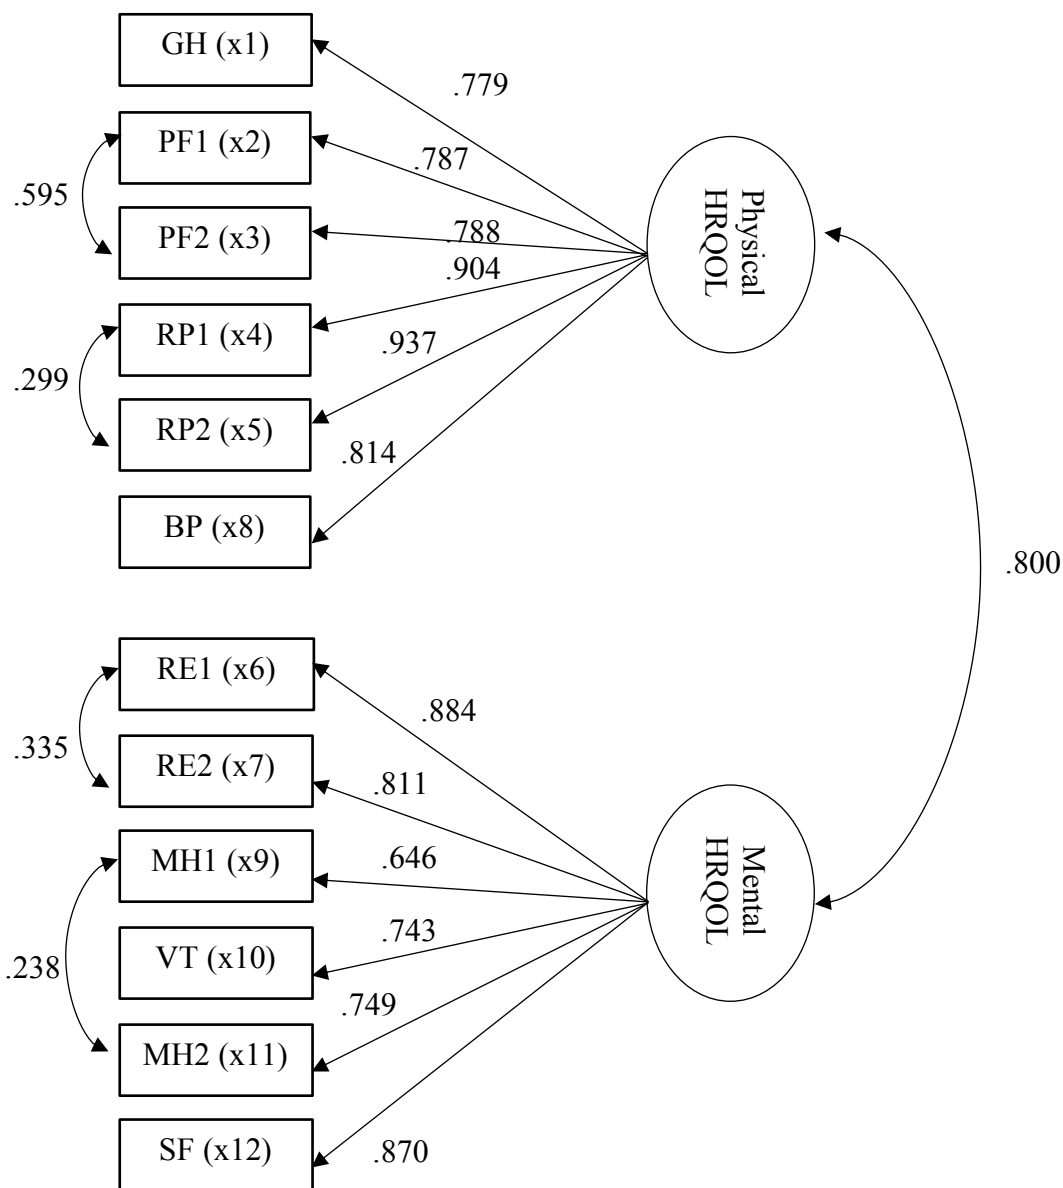 GH (x1)
.779
PF1 (x2)
.787
.595
PF2 (x3)
.788
.904
Physical
HRQOL
RP1 (x4)
.937
.299
RP2 (x5)
.814
BP (x8)
.800
RE1 (x6)
.884
.335
RE2 (x7)
.811
MH1 (x9)
.646
Mental
HRQOL
.743
.238
VT (x10)
.749
MH2 (x11)
SF (x12)
.870